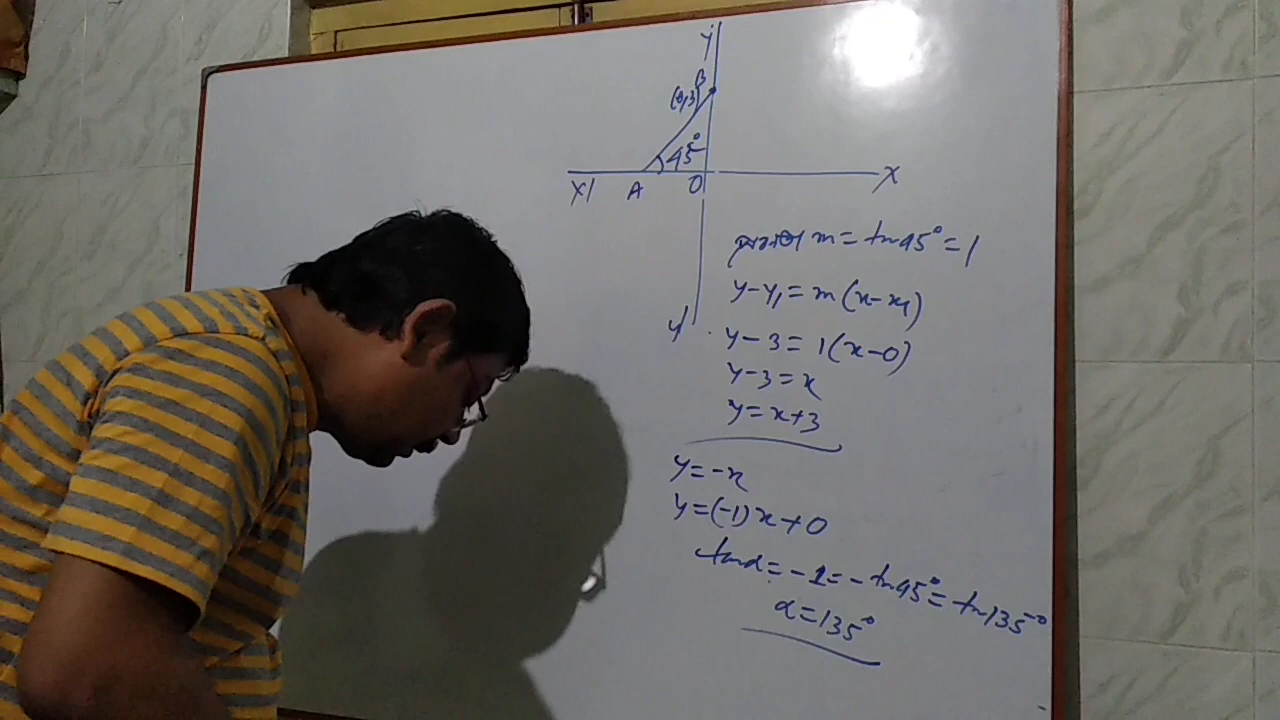 Y
B
(0,3)
45°
X/ A O X
m = tan45° = 1
y-y₁ = m(x-x₁)
y/
y-3 = 1(x-0)
y-3 = x
y = x+3
y = -x
y = (-1)x+0
tanα = -1 = -tan45° = tan135°
α = 135°